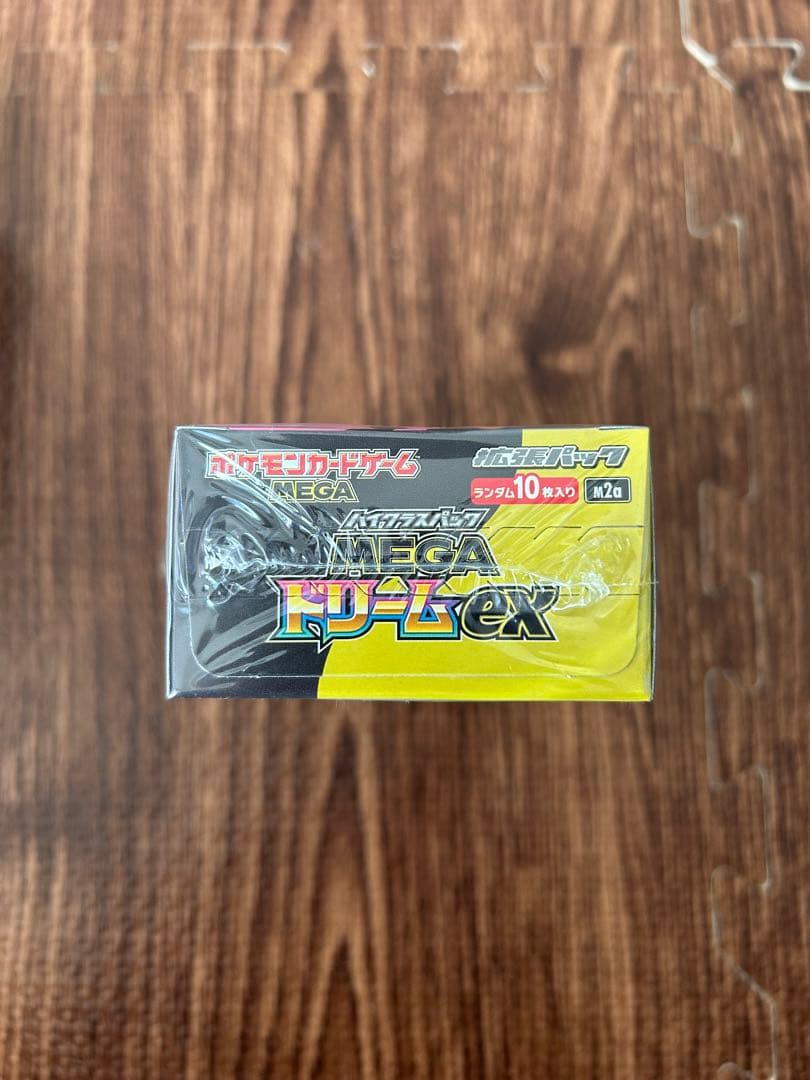 ポケモンカードゲーム
MEGA
拡張パック
ランダム10枚入り
M2a
ハイクラスパック
MEGA
ドリームex